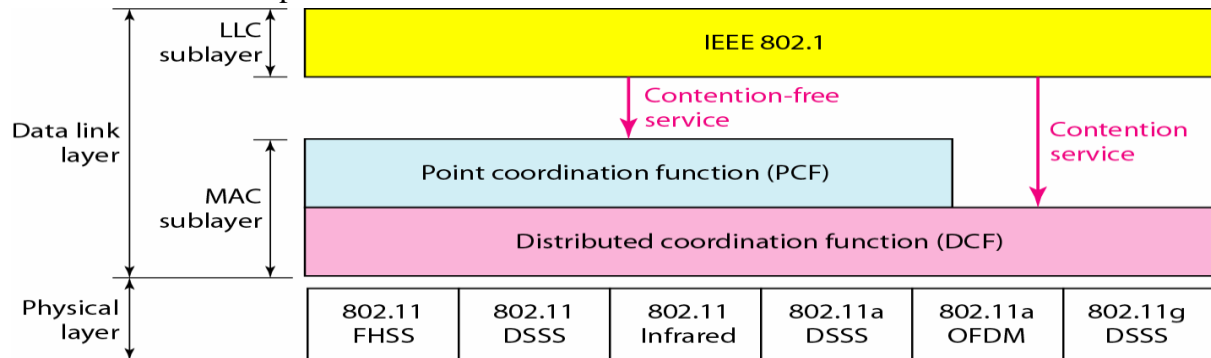 LLC
sublayer
IEEE 802.1
Contention-free
service
Contention
service
Data link
layer
MAC
sublayer
Point coordination function (PCF)
Distributed coordination function (DCF)
Physical
layer
802.11
FHSS
802.11
DSSS
802.11
Infrared
802.11a
DSSS
802.11a
OFDM
802.11g
DSSS